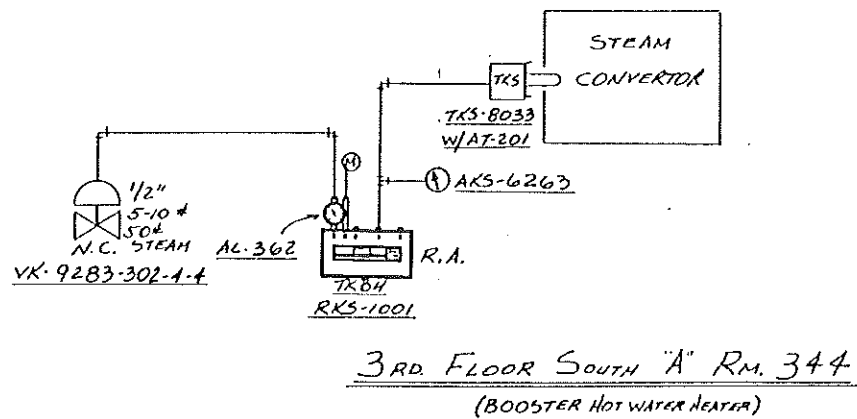 STEAM
CONVERTOR
TKS
TKS-8033
W/AT-201
M
AKS-6263
1/2"
5-10#
50#
N.C. STEAM
VK-9283-302-4-4
AL-362
R.A.
TK84
RKS-1001
3RD. FLOOR SOUTH "A" RM. 344
(BOOSTER HOT WATER HEATER)